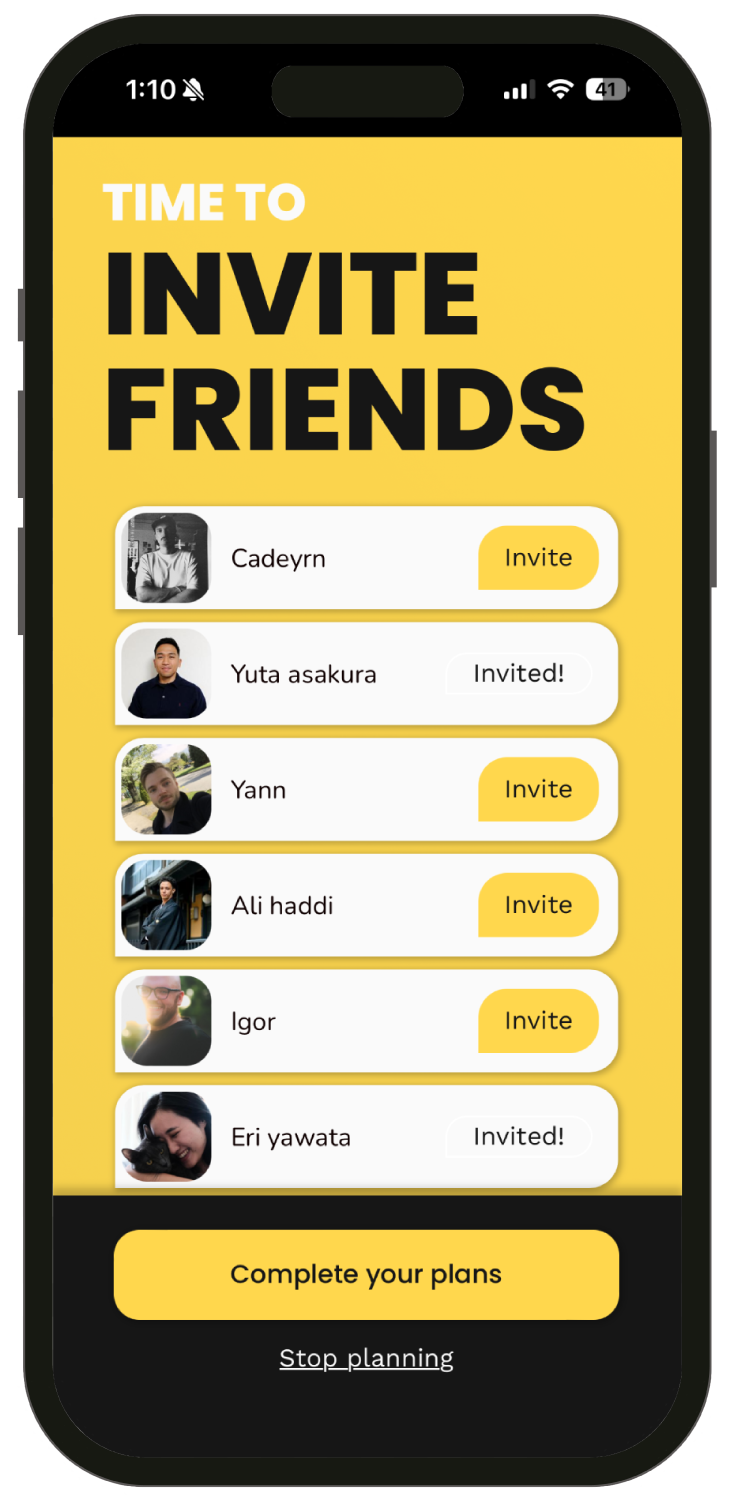 1:10
41
TIME TO
INVITE
FRIENDS
Cadeyrn
Invite
Yuta asakura
Invited!
Yann
Invite
Ali haddi
Invite
Igor
Invite
Eri yawata
Invited!
Complete your plans
Stop planning